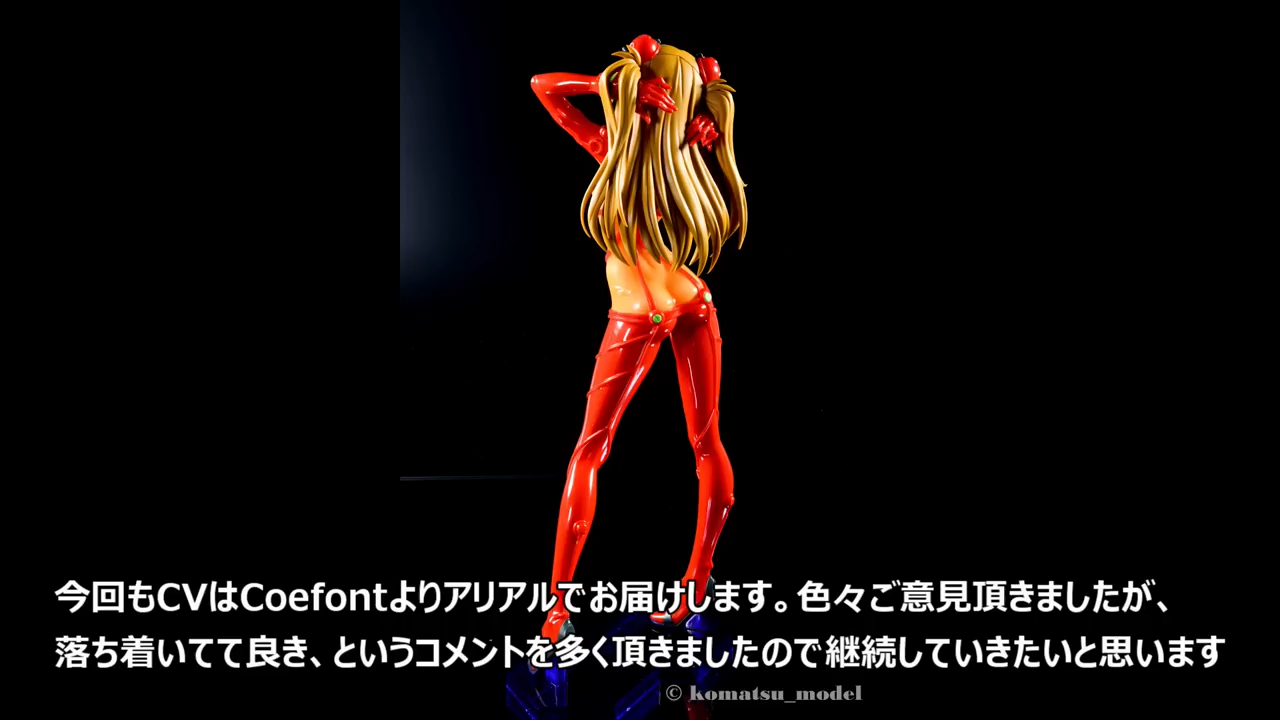 今回もCVはCoefontよりアリアルでお届けします。色々ご意見頂きましたが、
落ち着いてて良き、というコメントを多く頂きましたので継続していきたいと思います
© komatsu_model